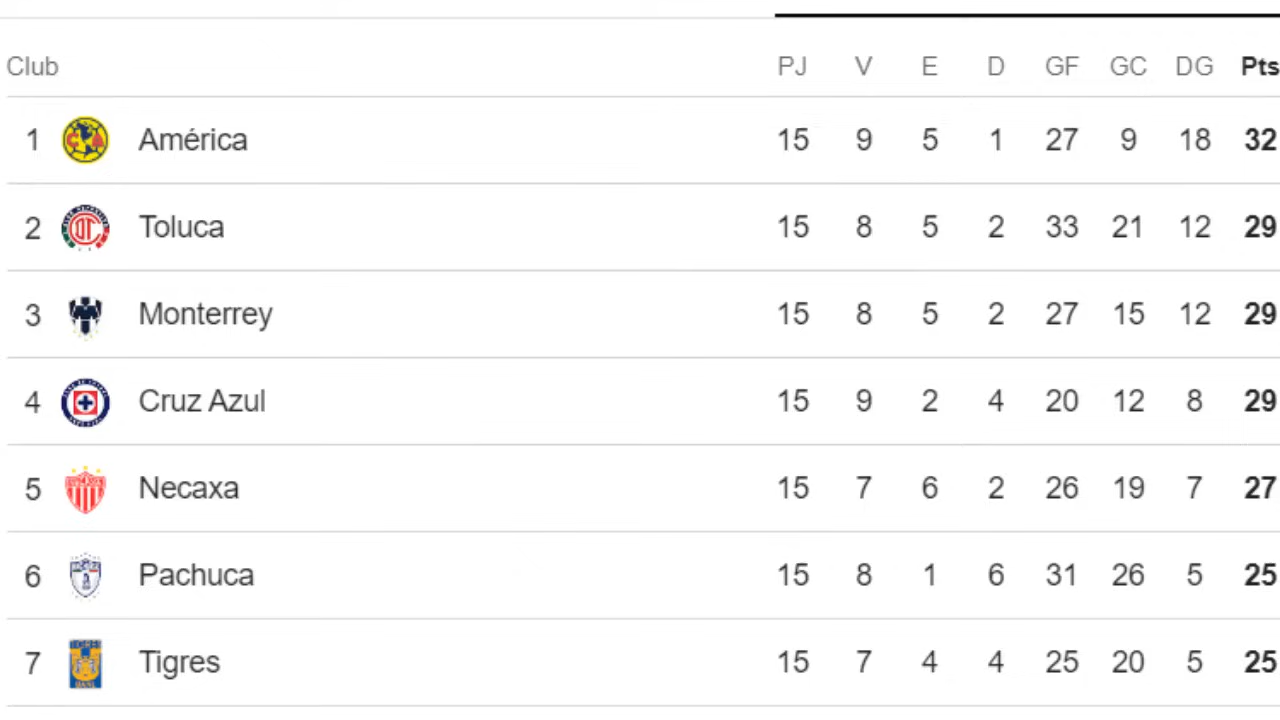 Club PJ V E D GF GC DG Pts
1 América 15 9 5 1 27 9 18 32
2 Toluca 15 8 5 2 33 21 12 29
3 Monterrey 15 8 5 2 27 15 12 29
4 Cruz Azul 15 9 2 4 20 12 8 29
5 Necaxa 15 7 6 2 26 19 7 27
6 Pachuca 15 8 1 6 31 26 5 25
7 Tigres 15 7 4 4 25 20 5 25